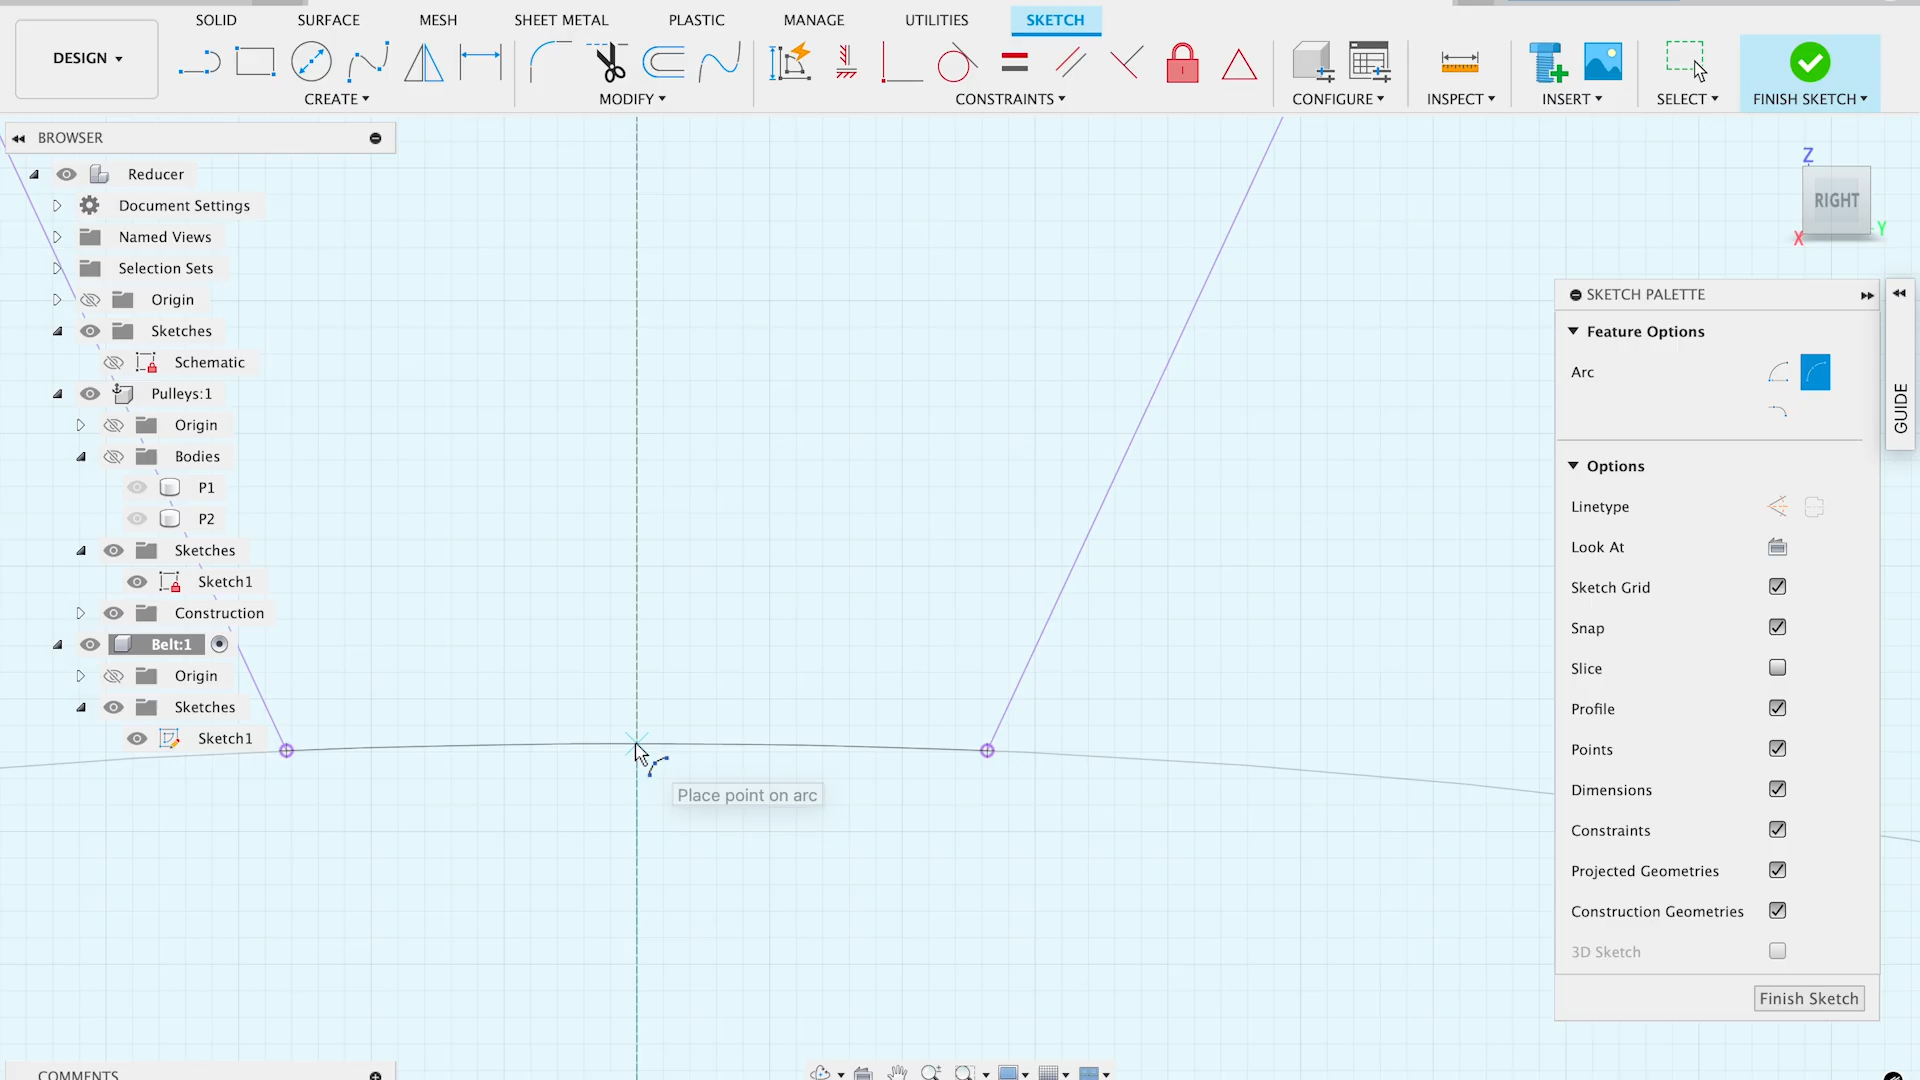 SOLID SURFACE MESH SHEET METAL PLASTIC MANAGE UTILITIES SKETCH
DESIGN
CREATE MODIFY CONSTRAINTS CONFIGURE INSPECT INSERT SELECT FINISH SKETCH
BROWSER
Reducer
Document Settings
Named Views
Selection Sets
Origin
Sketches
Schematic
Pulleys:1
Origin
Bodies
P1
P2
Sketches
Sketch1
Construction
Belt:1
Origin
Sketches
Sketch1
Place point on arc
Z
RIGHT
X
Y
SKETCH PALETTE
Feature Options
Arc
Options
Linetype
Look At
Sketch Grid
Snap
Slice
Profile
Points
Dimensions
Constraints
Projected Geometries
Construction Geometries
3D Sketch
Finish Sketch
GUIDE
COMMENTS